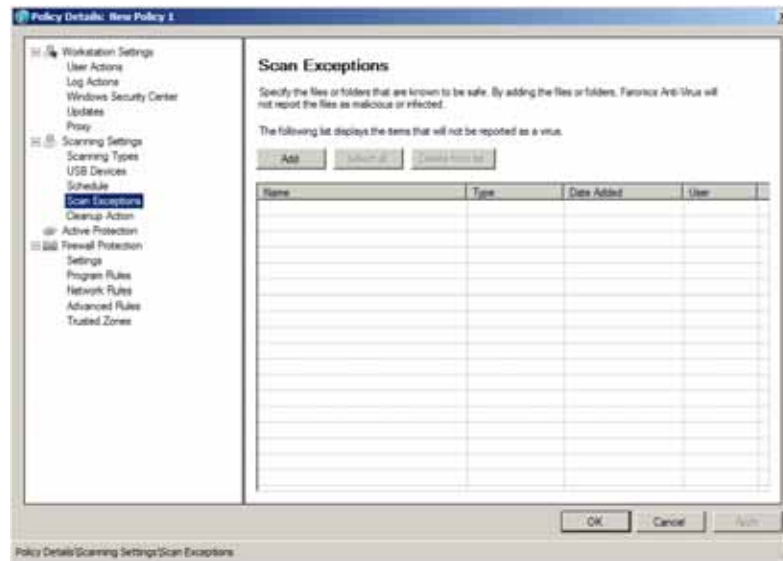 Policy Details: New Policy 1
Workstation Settings
User Actions
Log Actions
Windows Security Center
Updates
Proxy
Scanning Settings
Scanning Types
USB Devices
Schedule
Scan Exceptions
Cleanup Action
Active Protection
Firewall Protection
Settings
Program Rules
Network Rules
Advanced Rules
Trusted Zones
Scan Exceptions
Specify the files or folders that are known to be safe. By adding the files or folders, Faronics Anti-Virus will
not report the files as malicious or infected.
The following list displays the items that will not be reported as a virus.
Add Select all Delete from list
Name Type Date Added User
OK Cancel Apply
Policy Details\Scanning Settings\Scan Exceptions